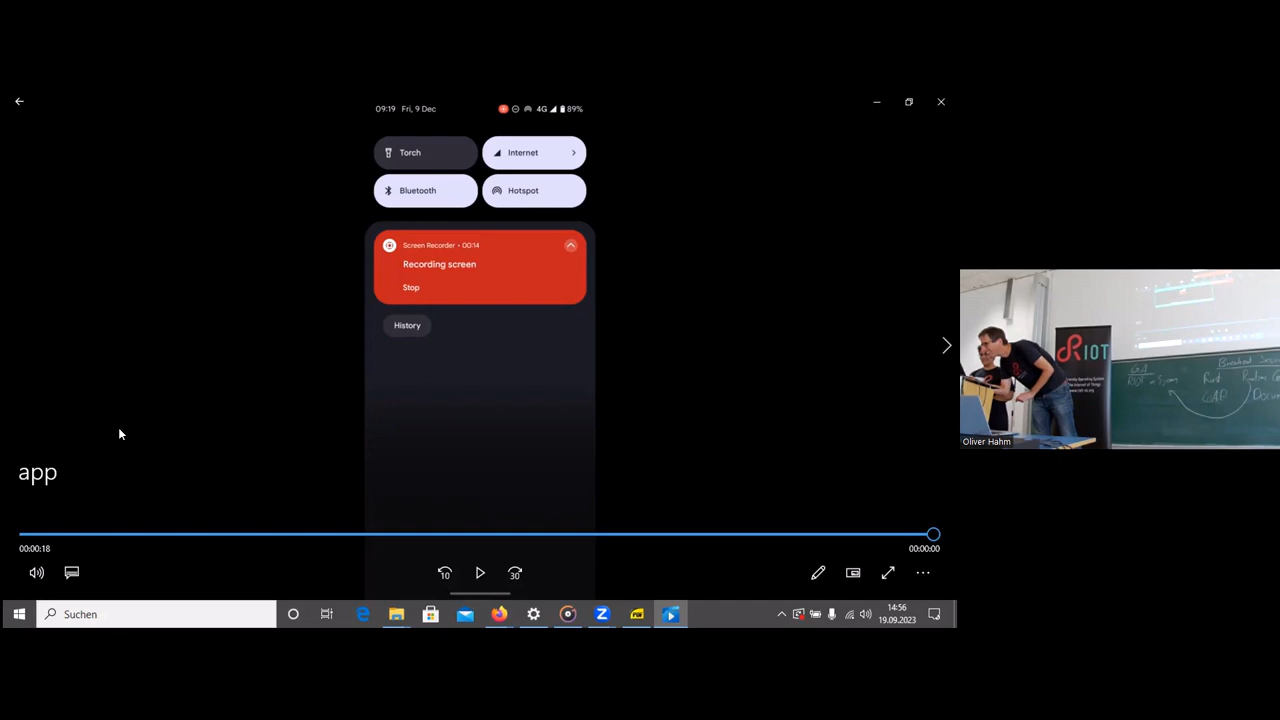 09:19 Fri, 9 Dec
4G 89%
Torch
Internet
Bluetooth
Hotspot
Screen Recorder • 00:14
Recording screen
Stop
History
app
00:00:18
00:00:00
10
30
Suchen
14:56
19.09.2023
RIOT
Oliver Hahm